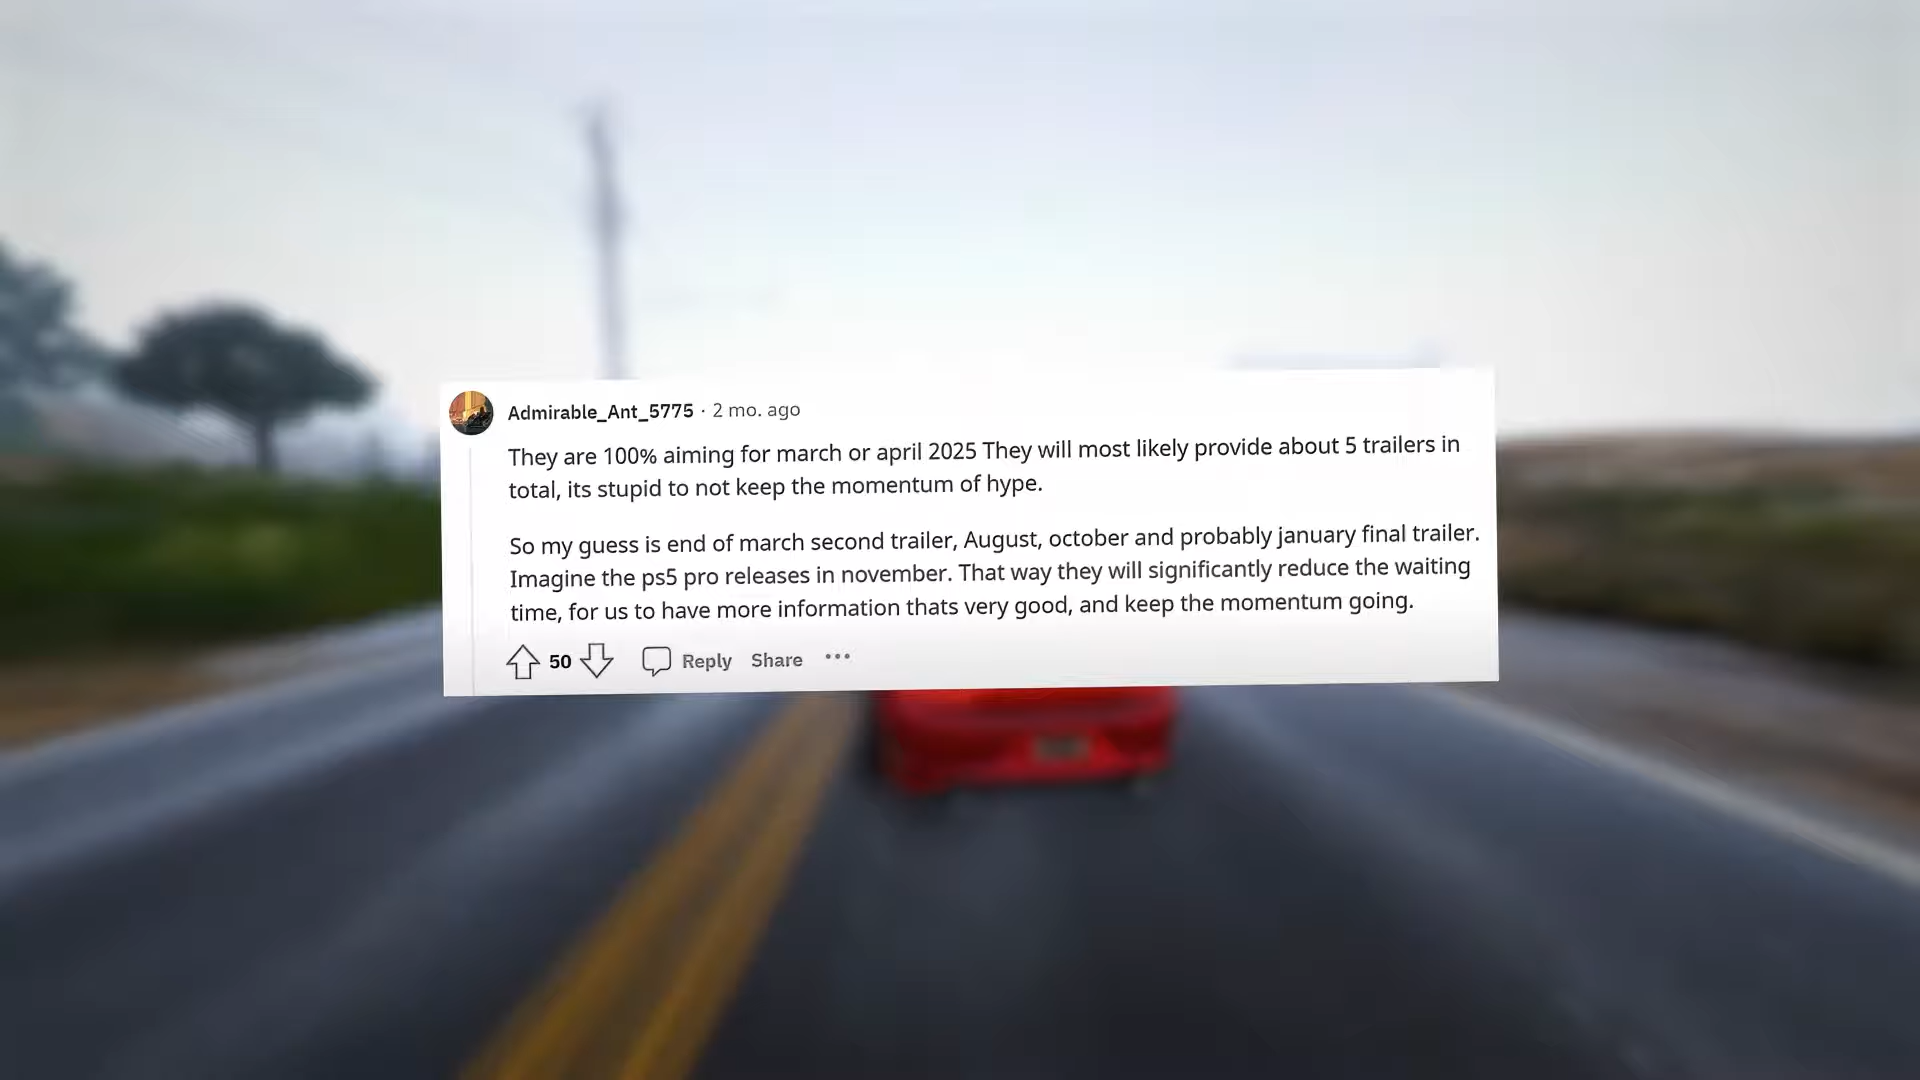 Admirable_Ant_5775 · 2 mo. ago
They are 100% aiming for march or april 2025 They will most likely provide about 5 trailers in
total, its stupid to not keep the momentum of hype.
So my guess is end of march second trailer, August, october and probably january final trailer.
Imagine the ps5 pro releases in november. That way they will significantly reduce the waiting
time, for us to have more information thats very good, and keep the momentum going.
50 Reply Share ...